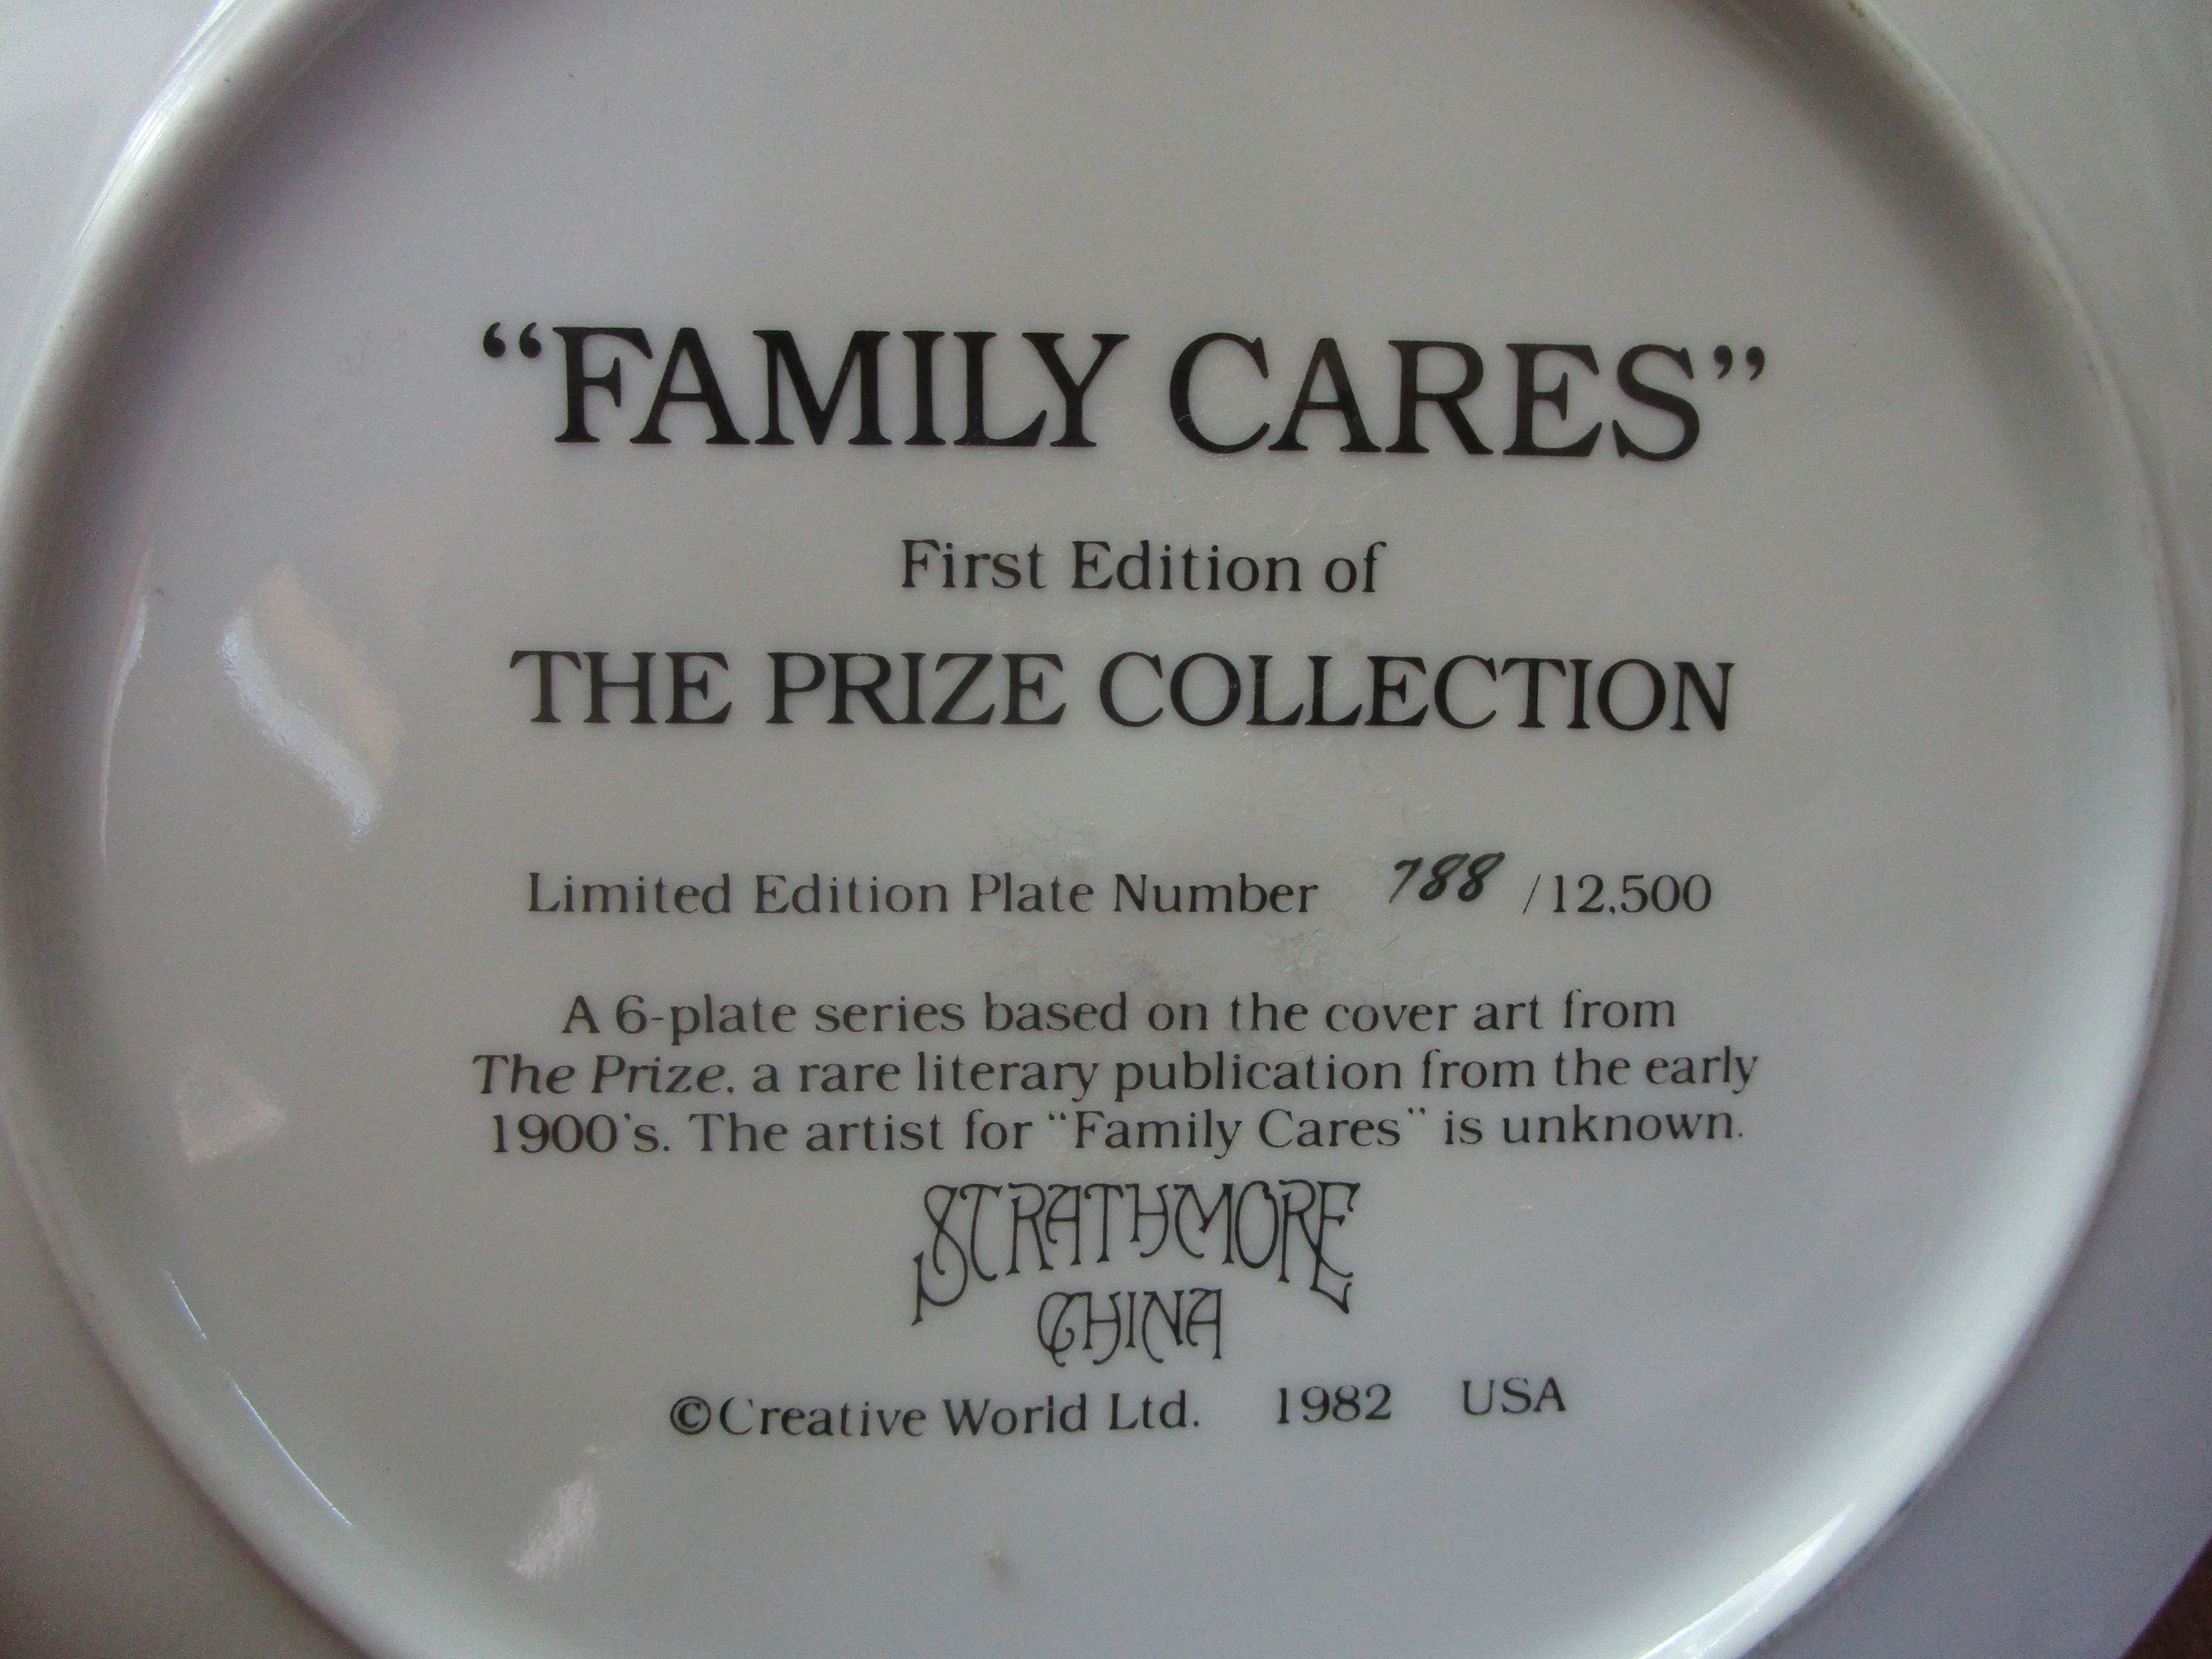 “FAMILY CARES”
First Edition of
THE PRIZE COLLECTION
Limited Edition Plate Number 788 /12,500
A 6-plate series based on the cover art from
The Prize, a rare literary publication from the early
1900's. The artist for “Family Cares” is unknown.
STRATHMORE
CHINA
©Creative World Ltd. 1982 USA